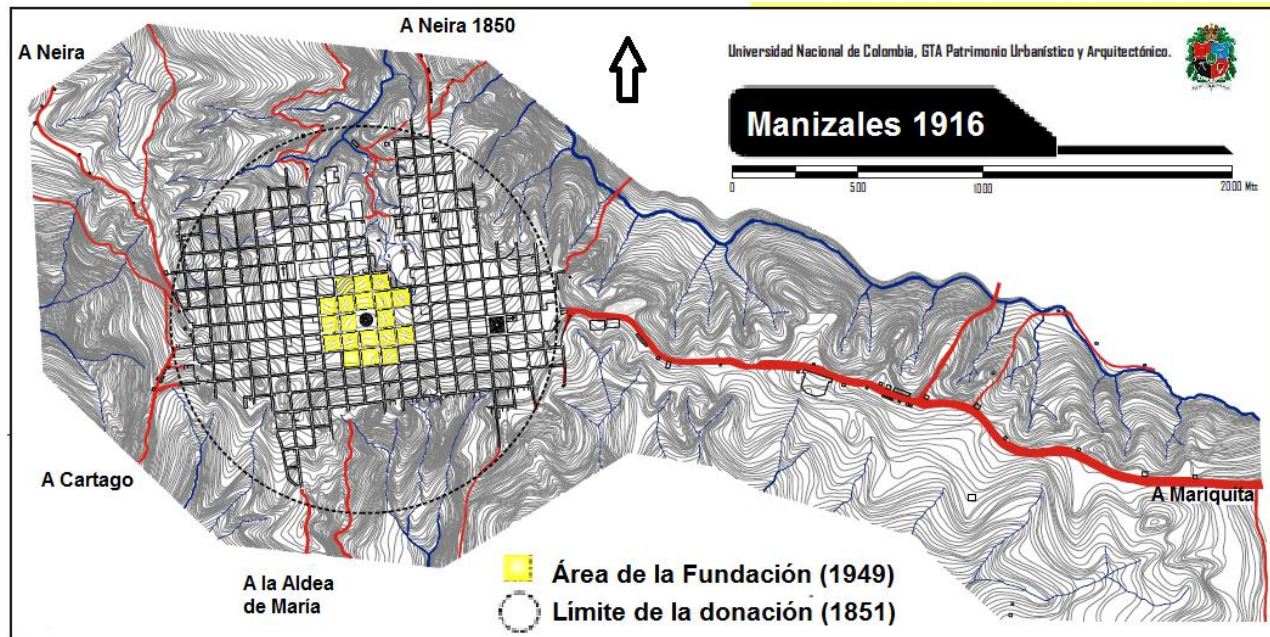 A Neira 1850
A Neira
Universidad Nacional de Colombia, GTA Patrimonio Urbanístico y Arquitectónico.
Manizales 1916
0 500 1000 2000 Mts
A Cartago
A Mariquita
A la Aldea
de María
Área de la Fundación (1949)
Límite de la donación (1851)